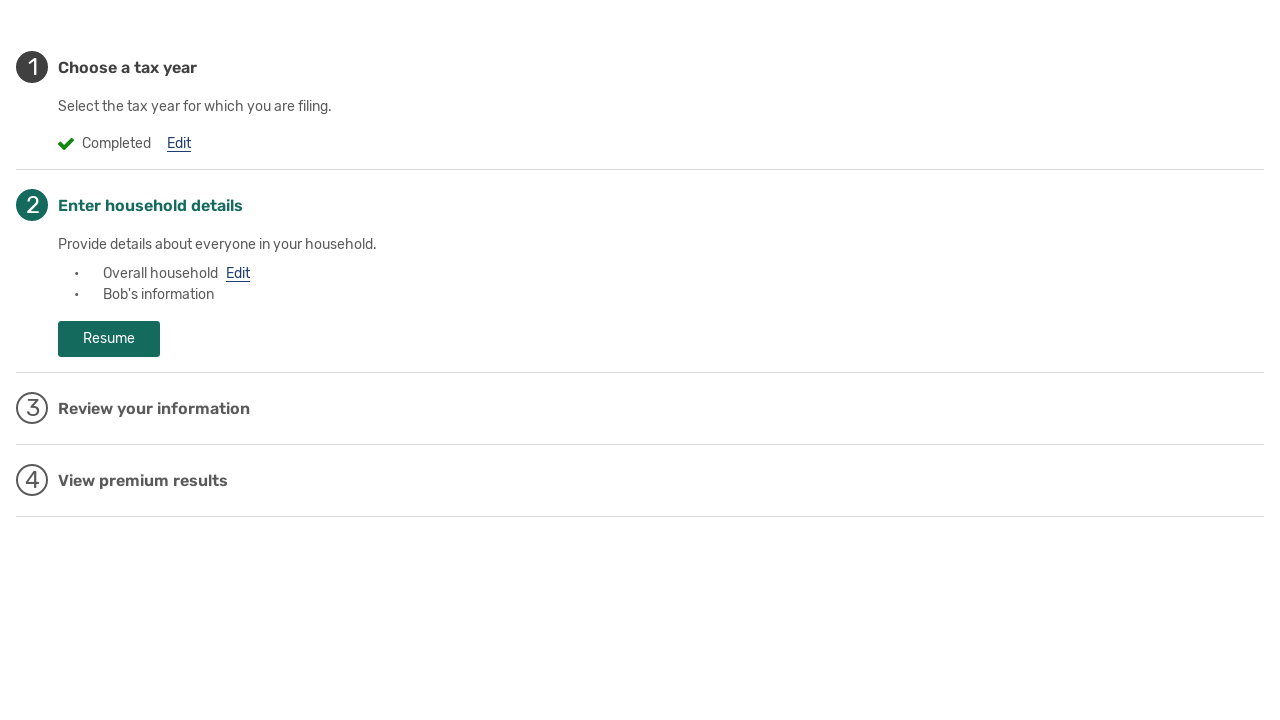 1 Choose a tax year
Select the tax year for which you are filing.
Completed Edit
2 Enter household details
Provide details about everyone in your household.
• Overall household Edit
• Bob's information
Resume
3 Review your information
4 View premium results